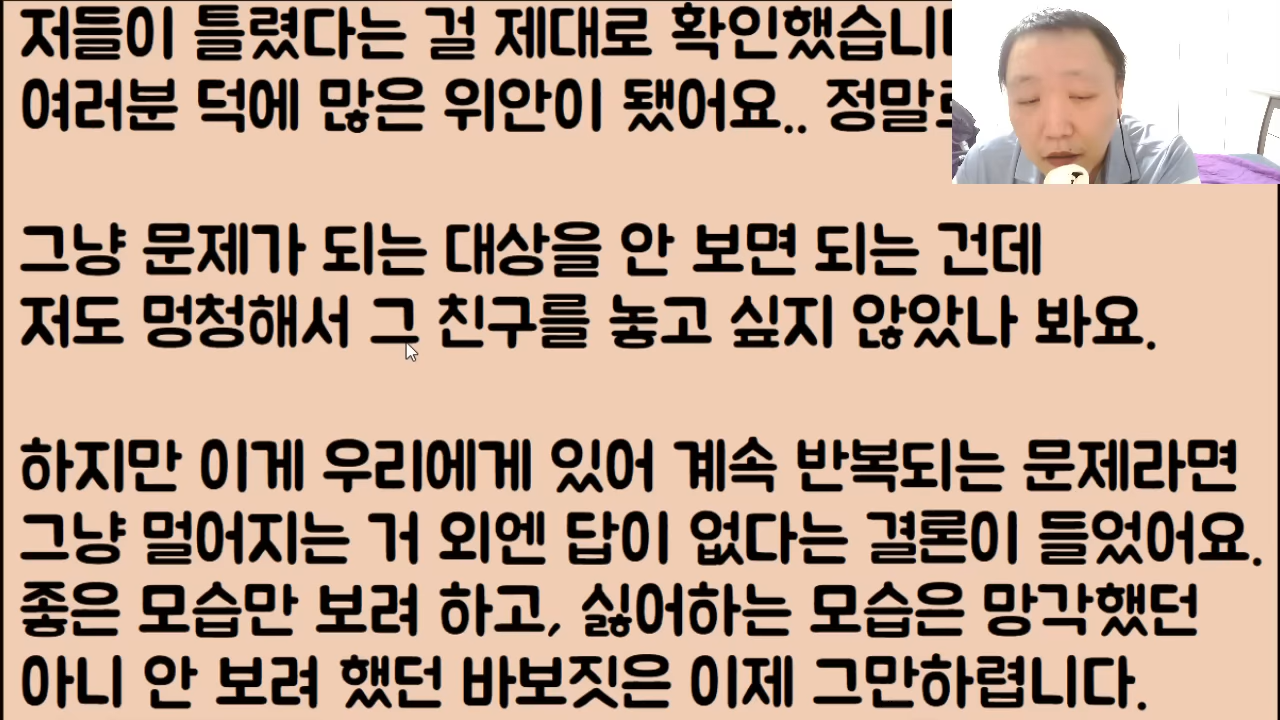 저들이 틀렸다는 걸 제대로 확인했습니
여러분 덕에 많은 위안이 됐어요.. 정말
그냥 문제가 되는 대상을 안 보면 되는 건데
저도 멍청해서 그 친구를 놓고 싶지 않았나 봐요.
하지만 이게 우리에게 있어 계속 반복되는 문제라면
그냥 멀어지는 거 외엔 답이 없다는 결론이 들었어요.
좋은 모습만 보려 하고, 싫어하는 모습은 망각했던
아니 안 보려 했던 바보짓은 이제 그만하렵니다.